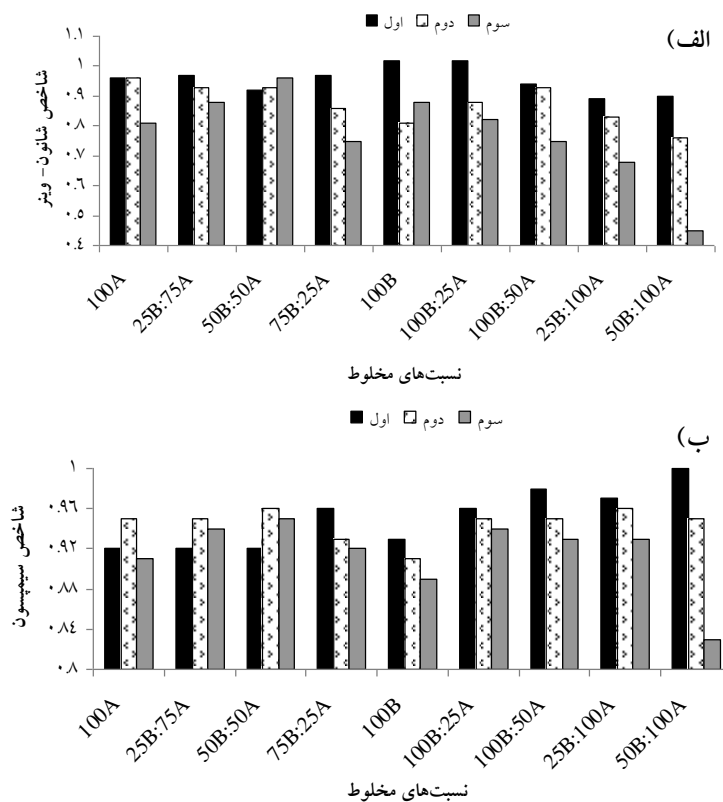 اول دوم سوم
الف)
۱.۱
۱
۰.۹
۰.۸
۰.۷
۰.۶
۰.۵
۰.۴
شاخص شانون - وینر
100A 25B:75A 50B:50A 75B:25A 100B 100B:25A 100B:50A 25B:100A 50B:100A
نسبت‌های مخلوط
اول دوم سوم
ب)
۱
۰.۹۶
۰.۹۲
۰.۸۸
۰.۸۴
۰.۸
شاخص سیمپسون
100A 25B:75A 50B:50A 75B:25A 100B 100B:25A 100B:50A 25B:100A 50B:100A
نسبت‌های مخلوط